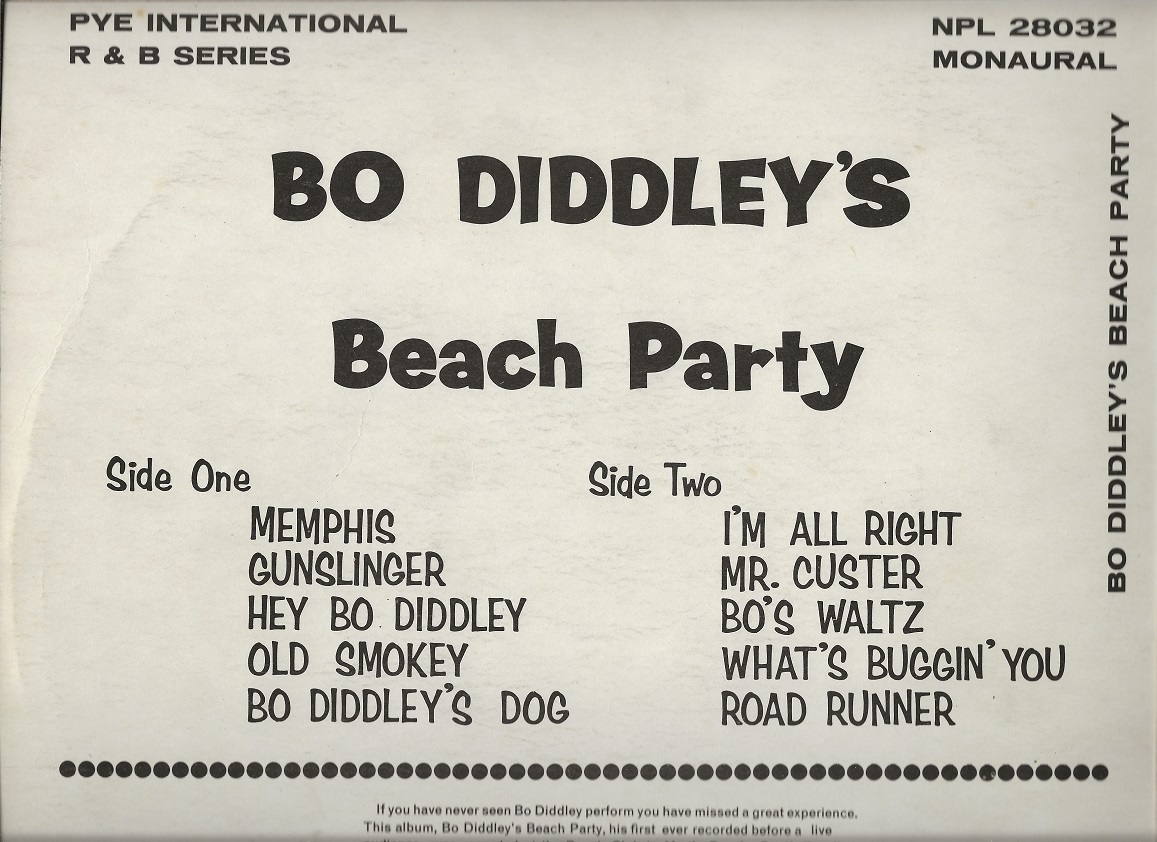 PYE INTERNATIONAL
R & B SERIES
NPL 28032
MONAURAL
BO DIDDLEY'S
Beach Party
BO DIDDLEY'S BEACH PARTY
Side One
MEMPHIS
GUNSLINGER
HEY BO DIDDLEY
OLD SMOKEY
BO DIDDLEY'S DOG
Side Two
I'M ALL RIGHT
MR. CUSTER
BO'S WALTZ
WHAT'S BUGGIN' YOU
ROAD RUNNER
If you have never seen Bo Diddley perform you have missed a great experience.
This album, Bo Diddley's Beach Party, his first ever recorded before a live